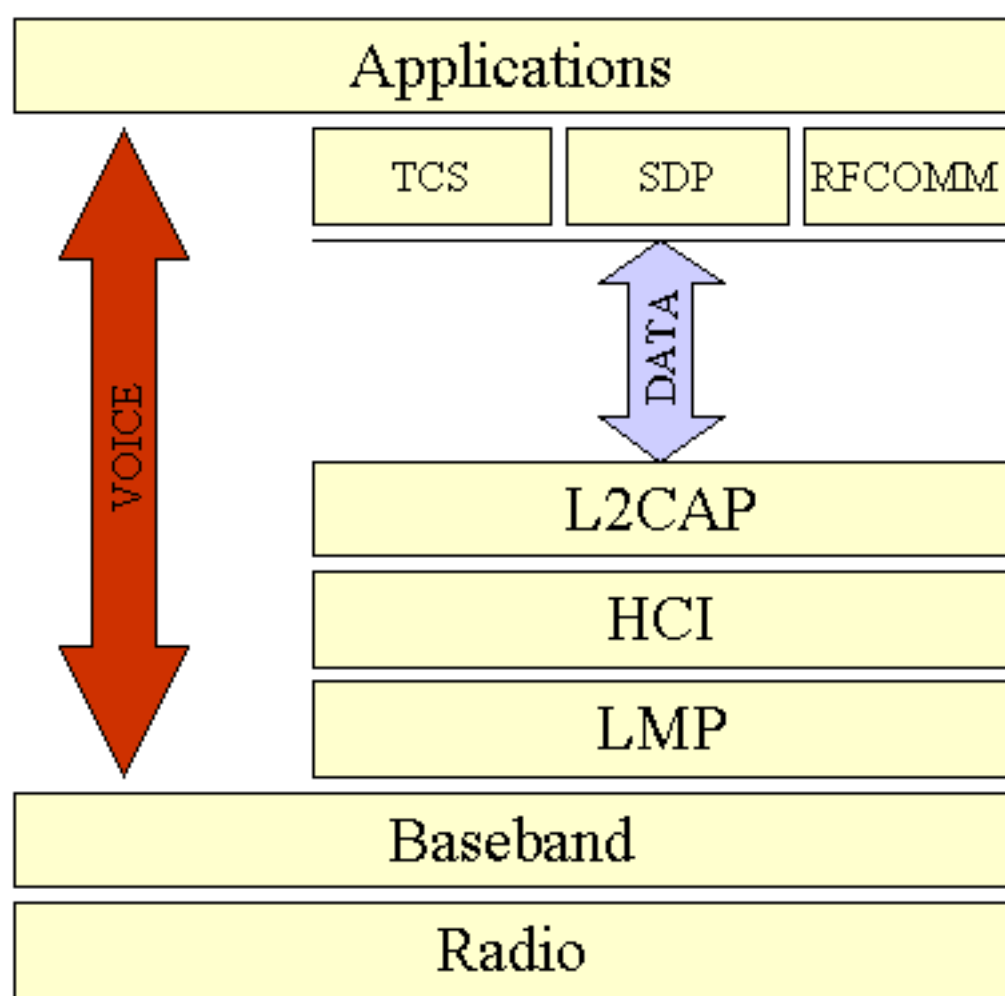 Applications
TCS
SDP
RFCOMM
DATA
VOICE
L2CAP
HCI
LMP
Baseband
Radio